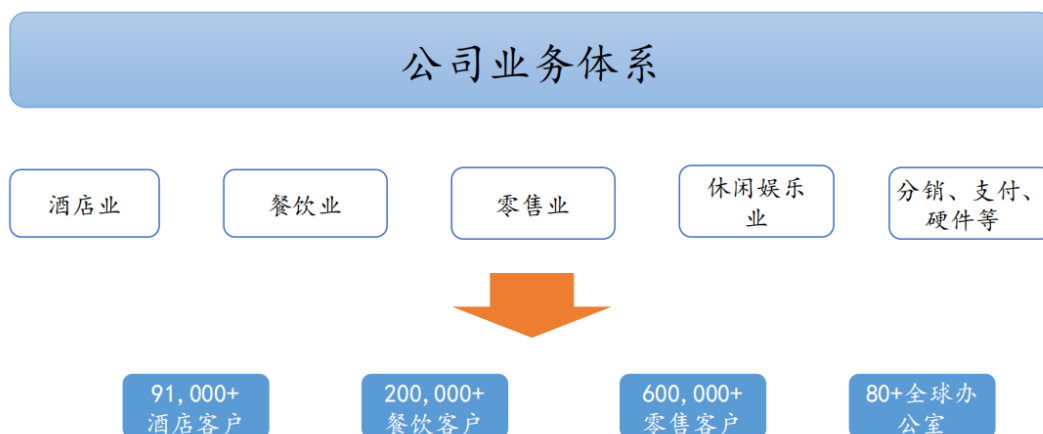 公司业务体系
酒店业
餐饮业
零售业
休闲娱乐
业
分销、支付、
硬件等
91,000+
酒店客户
200,000+
餐饮客户
600,000+
零售客户
80+全球办
公室